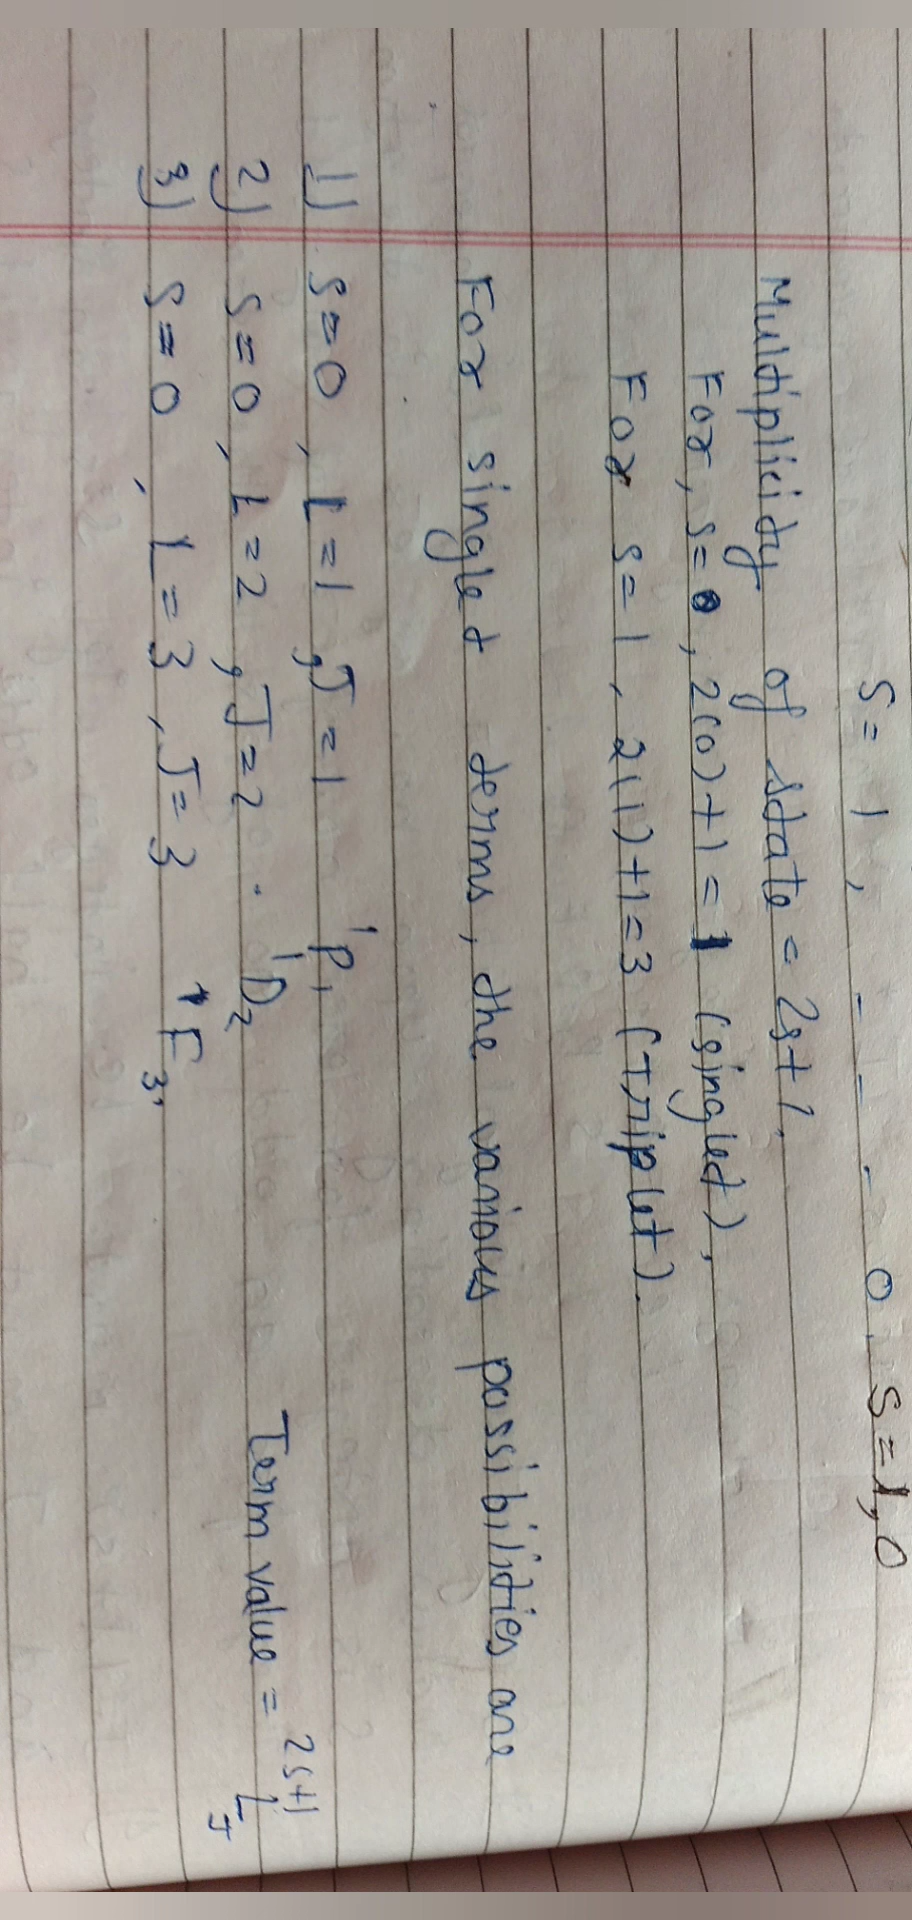 S = 1, - - - 0. S=1,0
Multiplicity of state = 2s+1.
For, s=0, 2(0)+1=1 (singlet),
For s=1, 2(1)+1=3 (Triplet).
For singlet terms, the various possibilities are
1) S=0, L=1, J=1 ¹P₁
2) S=0, L=2, J=2. ¹D₂
Term value = ²ˢ⁺¹L_J
3) S=0, L=3, J=3 ¹F₃,